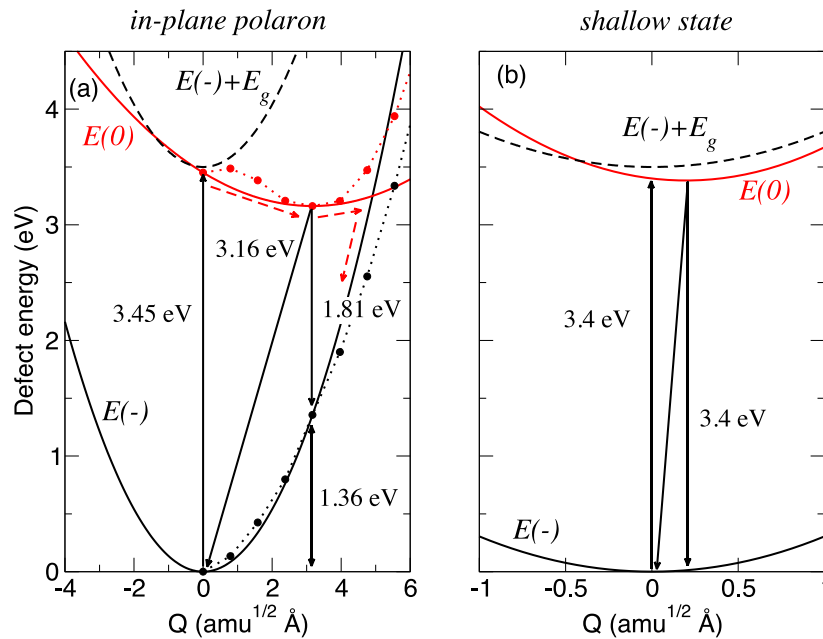 in-plane polaron
shallow state
(a)
E(-)+E_g
E(0)
3.16 eV
3.45 eV
1.81 eV
E(-)
1.36 eV
Defect energy (eV)
0
1
2
3
4
-4
-2
0
2
4
6
Q (amu^1/2 Å)
(b)
E(-)+E_g
E(0)
3.4 eV
3.4 eV
E(-)
-1
-0.5
0
0.5
1
Q (amu^1/2 Å)